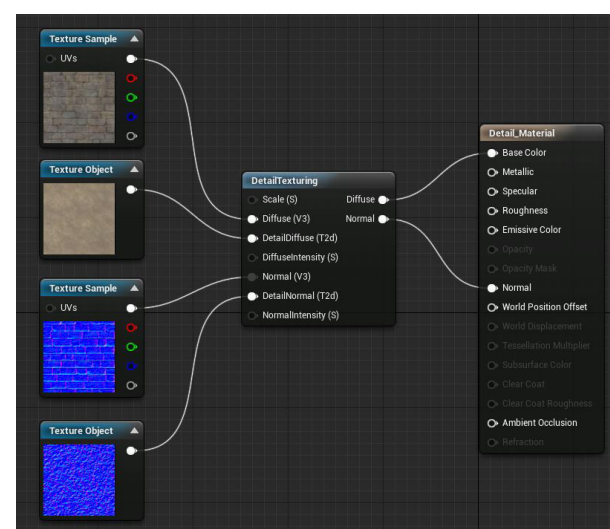 Texture Sample
UVs
Texture Object
Texture Sample
UVs
Texture Object
DetailTexturing
Scale (S)
Diffuse
Diffuse (V3)
Normal
DetailDiffuse (T2d)
DiffuseIntensity (S)
Normal (V3)
DetailNormal (T2d)
NormalIntensity (S)
Detail_Material
Base Color
Metallic
Specular
Roughness
Emissive Color
Opacity
Opacity Mask
Normal
World Position Offset
World Displacement
Tessellation Multiplier
Subsurface Color
Clear Coat
Clear Coat Roughness
Ambient Occlusion
Refraction